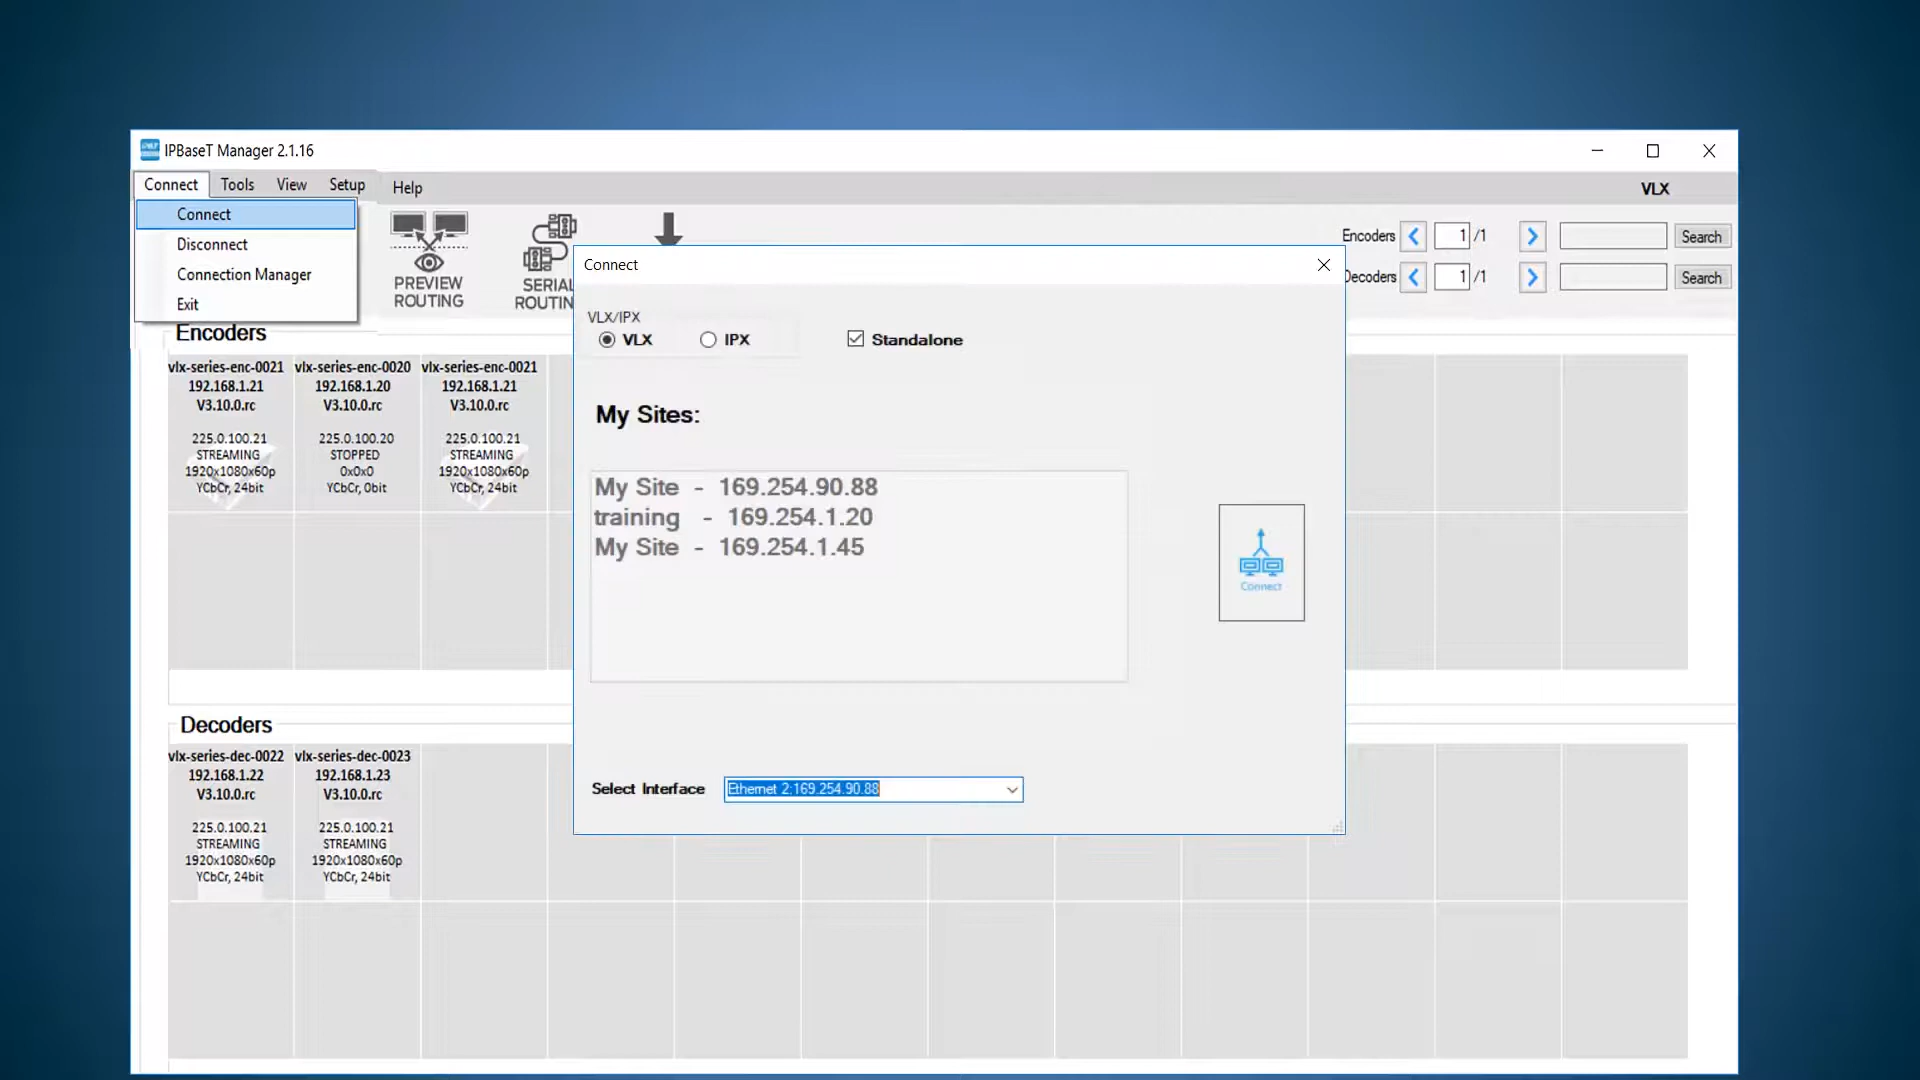 IPBaseT Manager 2.1.16
Connect Tools View Setup Help VLX
Connect
Disconnect
Connection Manager
Exit
PREVIEW
ROUTING
SERIAL
ROUTIN
Encoders 1 /1 Search
Decoders 1 /1 Search
Connect
VLX/IPX
VLX IPX Standalone
My Sites:
My Site - 169.254.90.88
training - 169.254.1.20
My Site - 169.254.1.45
Connect
Select Interface Ethernet 2:169.254.90.88
Encoders
vlx-series-enc-0021 vlx-series-enc-0020 vlx-series-enc-0021
192.168.1.21 192.168.1.20 192.168.1.21
V3.10.0.rc V3.10.0.rc V3.10.0.rc
225.0.100.21 225.0.100.20 225.0.100.21
STREAMING STOPPED STREAMING
1920x1080x60p 0x0x0 1920x1080x60p
YCbCr, 24bit YCbCr, 0bit YCbCr, 24bit
Decoders
vlx-series-dec-0022 vlx-series-dec-0023
192.168.1.22 192.168.1.23
V3.10.0.rc V3.10.0.rc
225.0.100.21 225.0.100.21
STREAMING STREAMING
1920x1080x60p 1920x1080x60p
YCbCr, 24bit YCbCr, 24bit